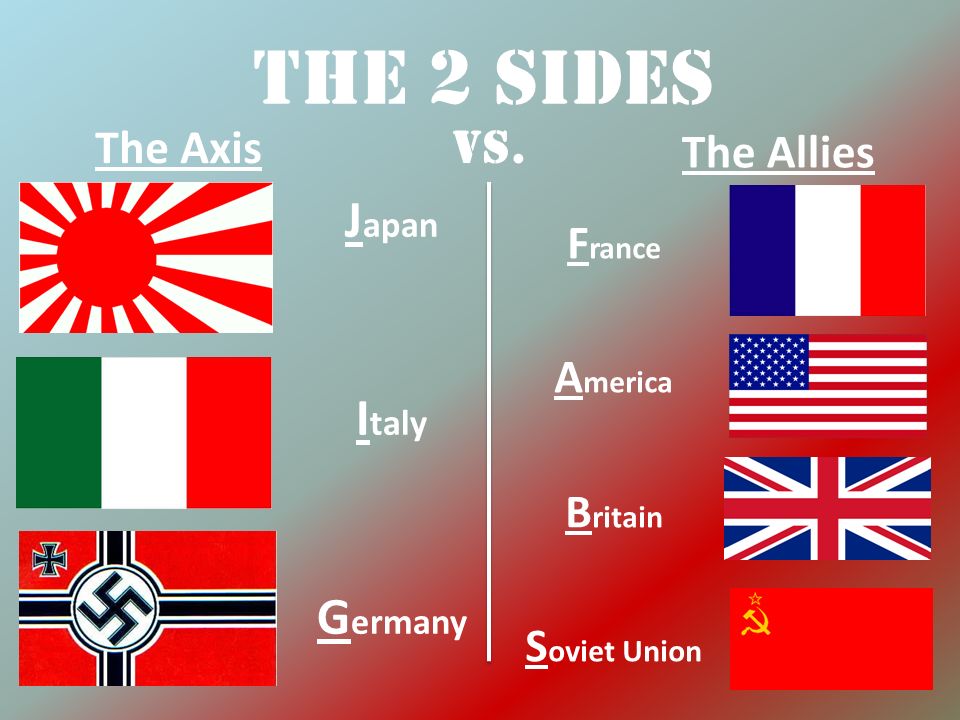 THE 2 SIDES
vs.
The Axis
The Allies
Japan
Italy
Germany
France
America
Britain
Soviet Union